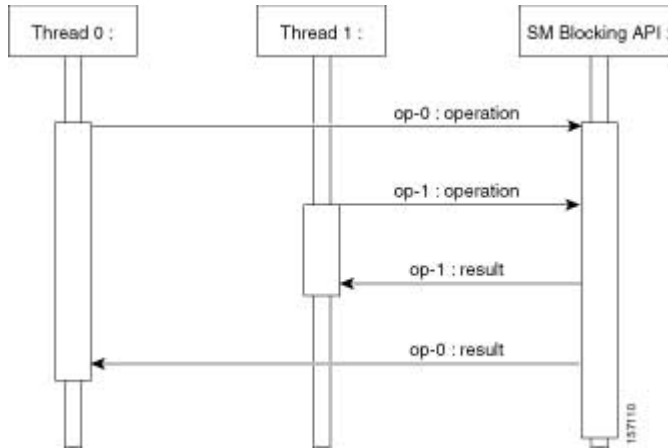 Thread 0 :
Thread 1 :
SM Blocking API :
op-0 : operation
op-1 : operation
op-1 : result
op-0 : result
157110